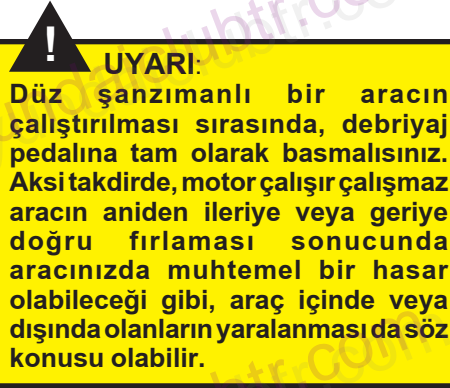 !
UYARI:
Düz şanzımanlı bir aracın
çalıştırılması sırasında, debriyaj
pedalına tam olarak basmalısınız.
Aksi takdirde, motor çalışır çalışmaz
aracın aniden ileriye veya geriye
doğru fırlaması sonucunda
aracınızda muhtemel bir hasar
olabileceği gibi, araç içinde veya
dışında olanların yaralanması da söz
konusu olabilir.